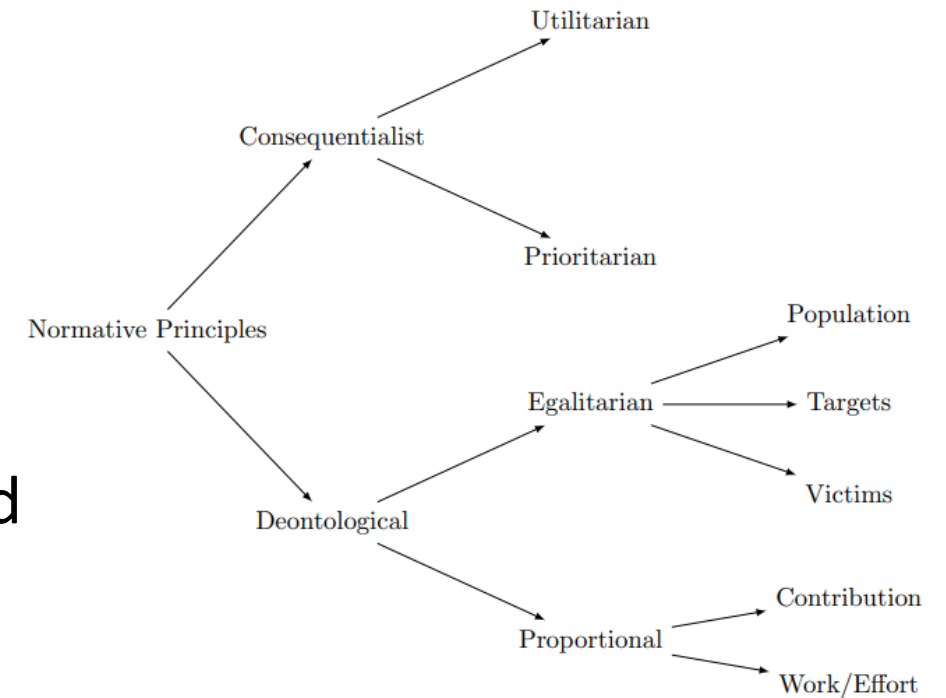 Utilitarian
Consequentialist
Prioritarian
Normative Principles
Population
Egalitarian
Targets
Victims
d
Deontological
Contribution
Proportional
Work/Effort